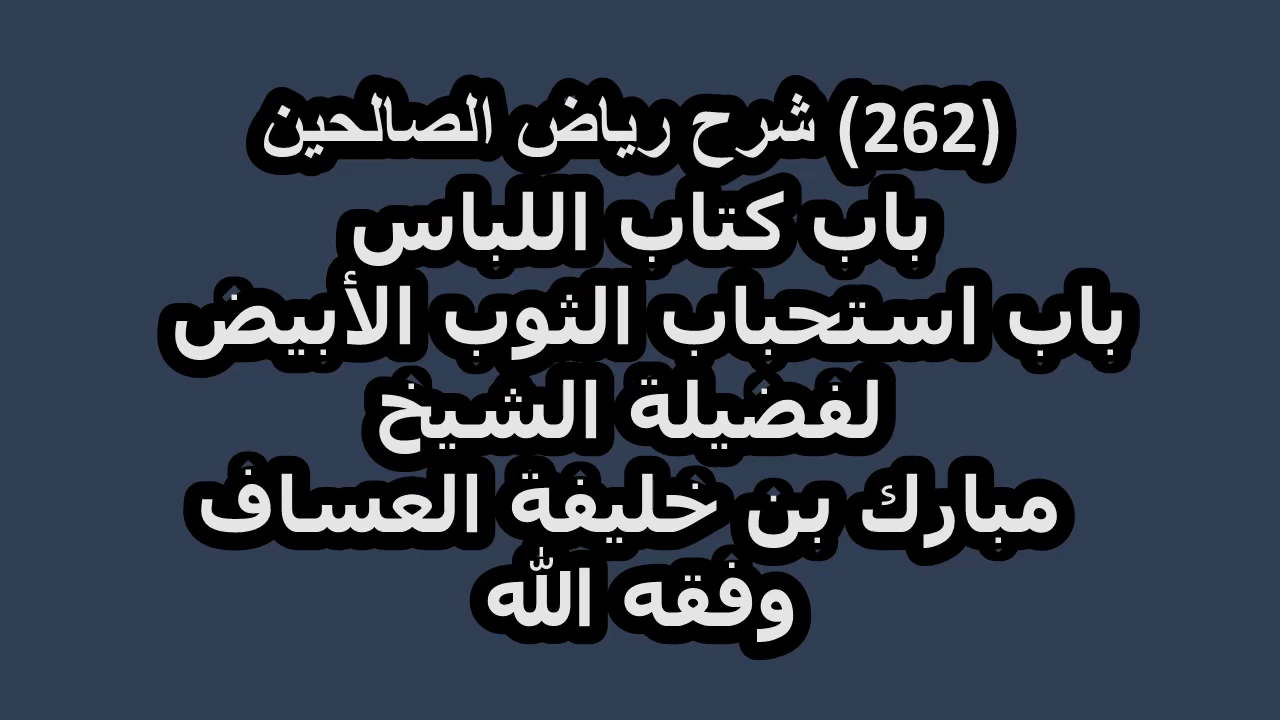 (262) شرح رياض الصالحين
باب كتاب اللباس
باب استحباب الثوب الأبيض
لفضيلة الشيخ
مبارك بن خليفة العساف
وفقه الله